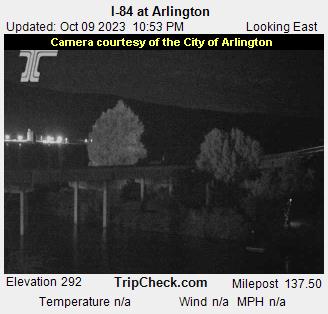 I-84 at Arlington
Updated: Oct 09 2023 10:53 PM Looking East
Camera courtesy of the City of Arlington
Elevation 292 TripCheck.com Milepost 137.50
Temperature n/a Wind n/a MPH n/a